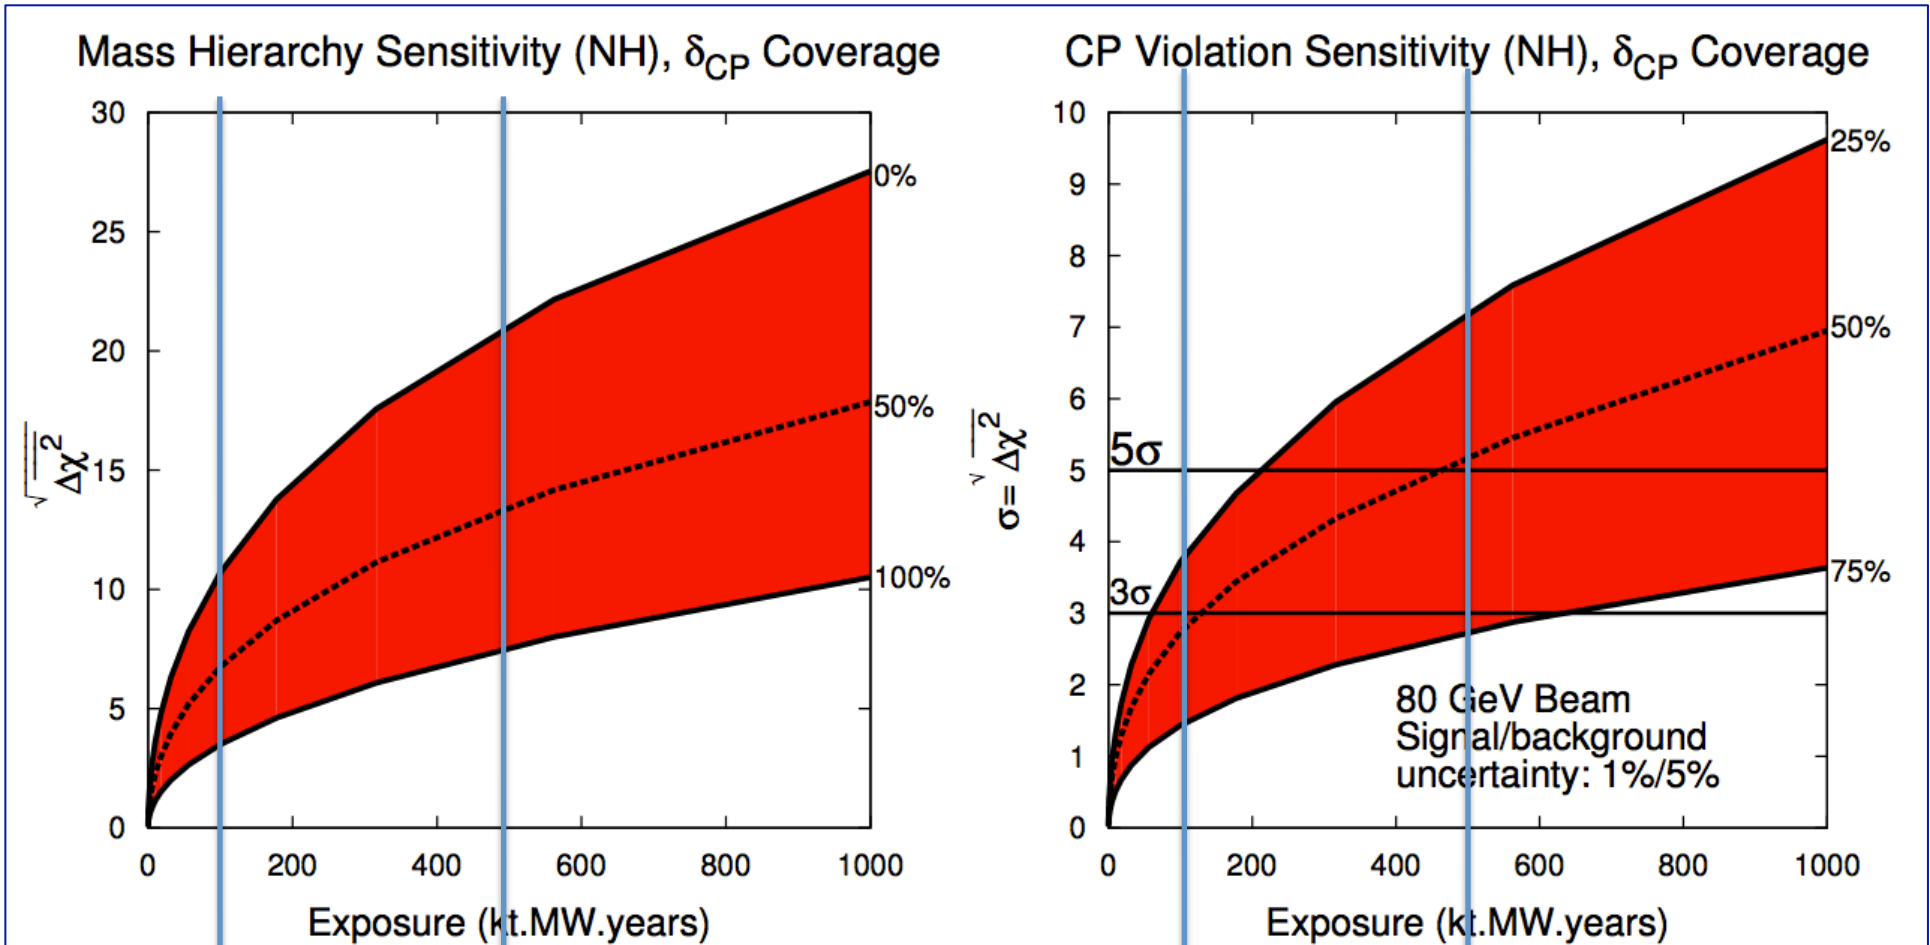 Mass Hierarchy Sensitivity (NH), δCP Coverage
30
25
20
15
10
5
0
√Δχ²
0%
50%
100%
0 200 400 600 800 1000
Exposure (kt.MW.years)
CP Violation Sensitivity (NH), δCP Coverage
10
9
8
7
6
5
4
3
2
1
0
σ= √Δχ²
5σ
3σ
25%
50%
75%
80 GeV Beam
Signal/background
uncertainty: 1%/5%
0 200 400 600 800 1000
Exposure (kt.MW.years)